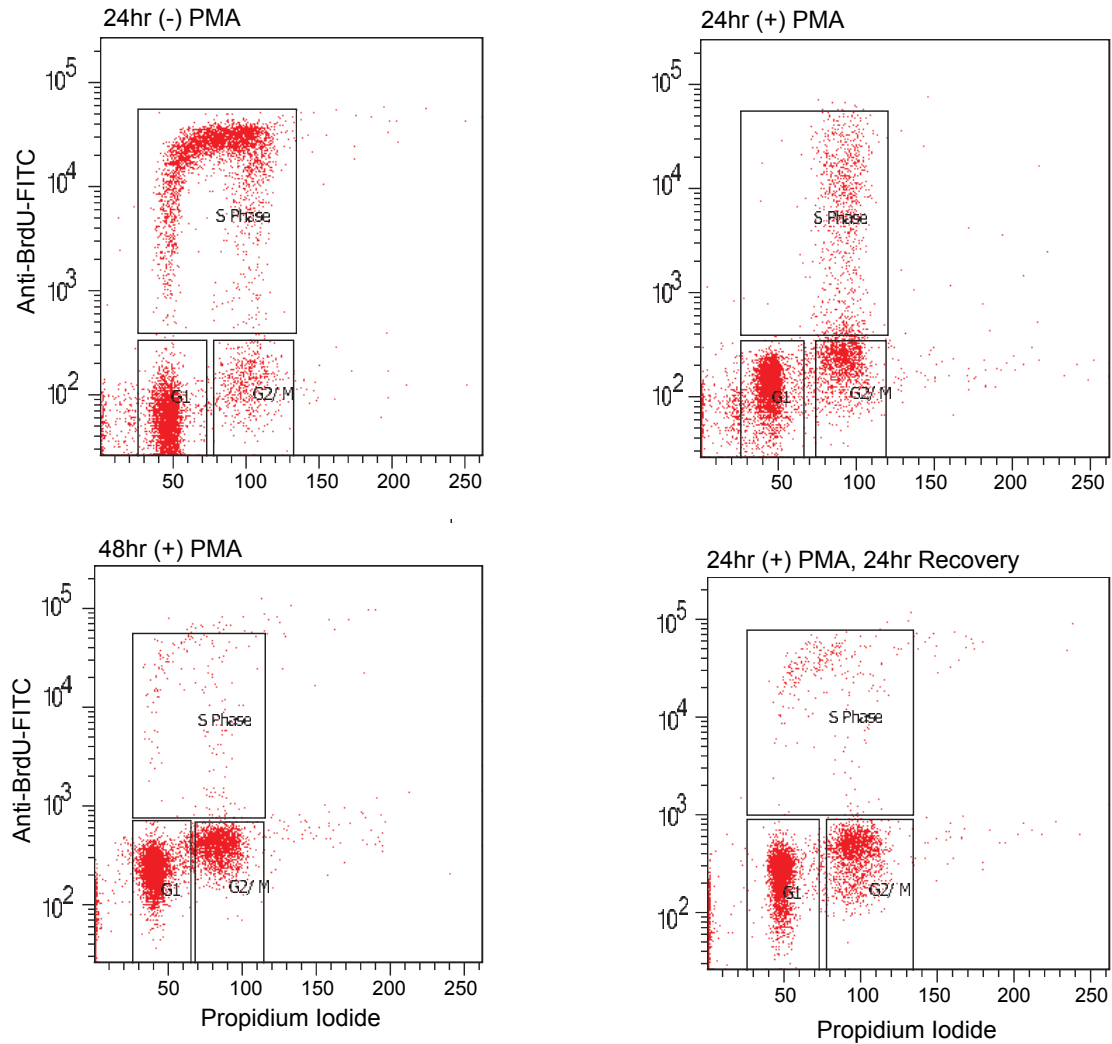 24hr (-) PMA
24hr (+) PMA
Anti-BrdU-FITC
10^5
10^4
10^3
10^2
S Phase
G1
G2/ M
50 100 150 200 250
10^5
10^4
10^3
10^2
S Phase
G1
G2/ M
50 100 150 200 250
48hr (+) PMA
24hr (+) PMA, 24hr Recovery
Anti-BrdU-FITC
10^5
10^4
10^3
10^2
S Phase
G1
G2/ M
50 100 150 200 250
Propidium Iodide
10^5
10^4
10^3
10^2
S Phase
G1
G2/ M
50 100 150 200 250
Propidium Iodide